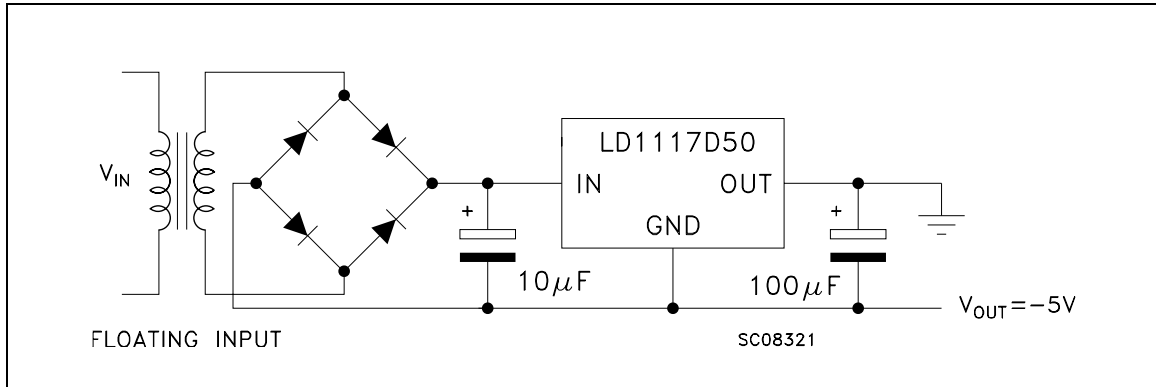 LD1117D50
V_IN
IN
OUT
+
+
GND
10μF
100μF
V_OUT=-5V
FLOATING INPUT
SC08321